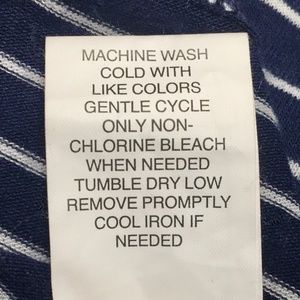 MACHINE WASH
COLD WITH
LIKE COLORS
GENTLE CYCLE
ONLY NON-
CHLORINE BLEACH
WHEN NEEDED
TUMBLE DRY LOW
REMOVE PROMPTLY
COOL IRON IF
NEEDED